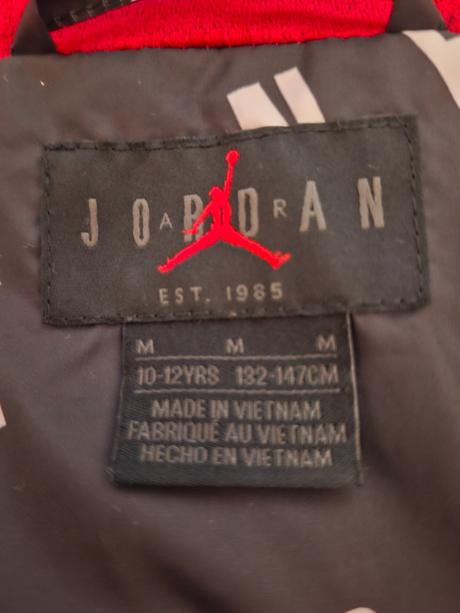 JORDAN
AIR
EST. 1985
M M M
10-12YRS 132-147CM
MADE IN VIETNAM
FABRIQUÉ AU VIETNAM
HECHO EN VIETNAM